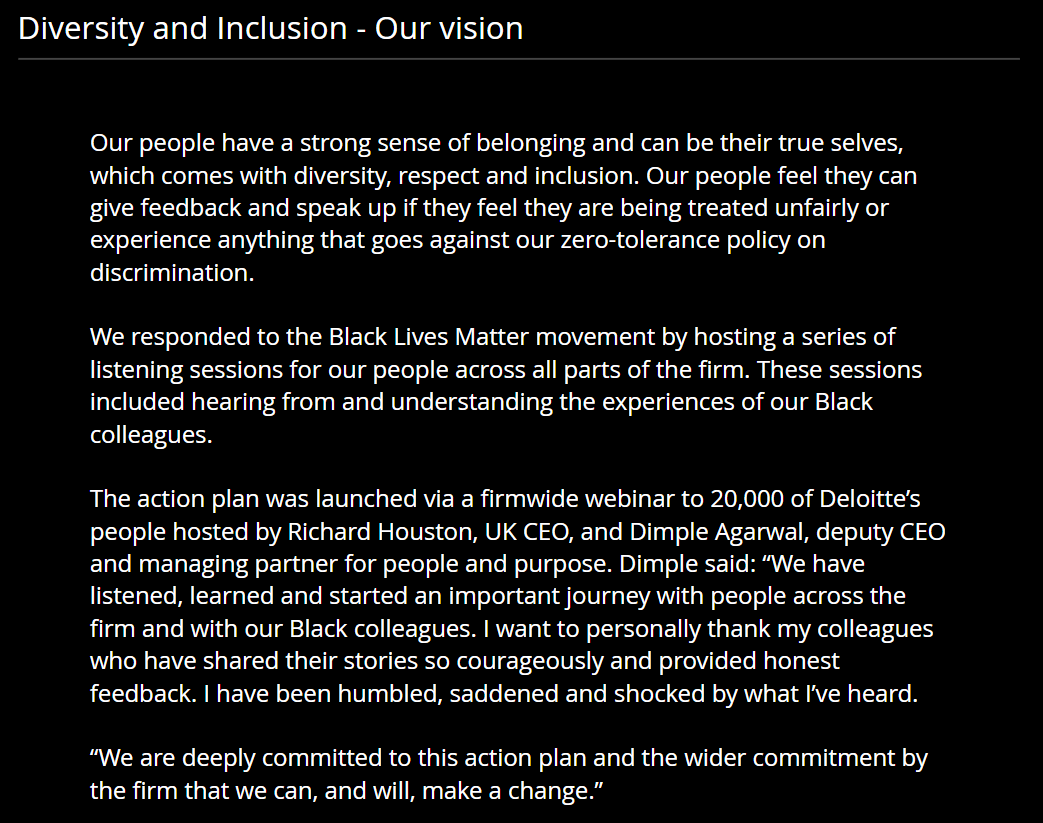 Diversity and Inclusion - Our vision
Our people have a strong sense of belonging and can be their true selves,
which comes with diversity, respect and inclusion. Our people feel they can
give feedback and speak up if they feel they are being treated unfairly or
experience anything that goes against our zero-tolerance policy on
discrimination.
We responded to the Black Lives Matter movement by hosting a series of
listening sessions for our people across all parts of the firm. These sessions
included hearing from and understanding the experiences of our Black
colleagues.
The action plan was launched via a firmwide webinar to 20,000 of Deloitte’s
people hosted by Richard Houston, UK CEO, and Dimple Agarwal, deputy CEO
and managing partner for people and purpose. Dimple said: “We have
listened, learned and started an important journey with people across the
firm and with our Black colleagues. I want to personally thank my colleagues
who have shared their stories so courageously and provided honest
feedback. I have been humbled, saddened and shocked by what I’ve heard.
“We are deeply committed to this action plan and the wider commitment by
the firm that we can, and will, make a change.”